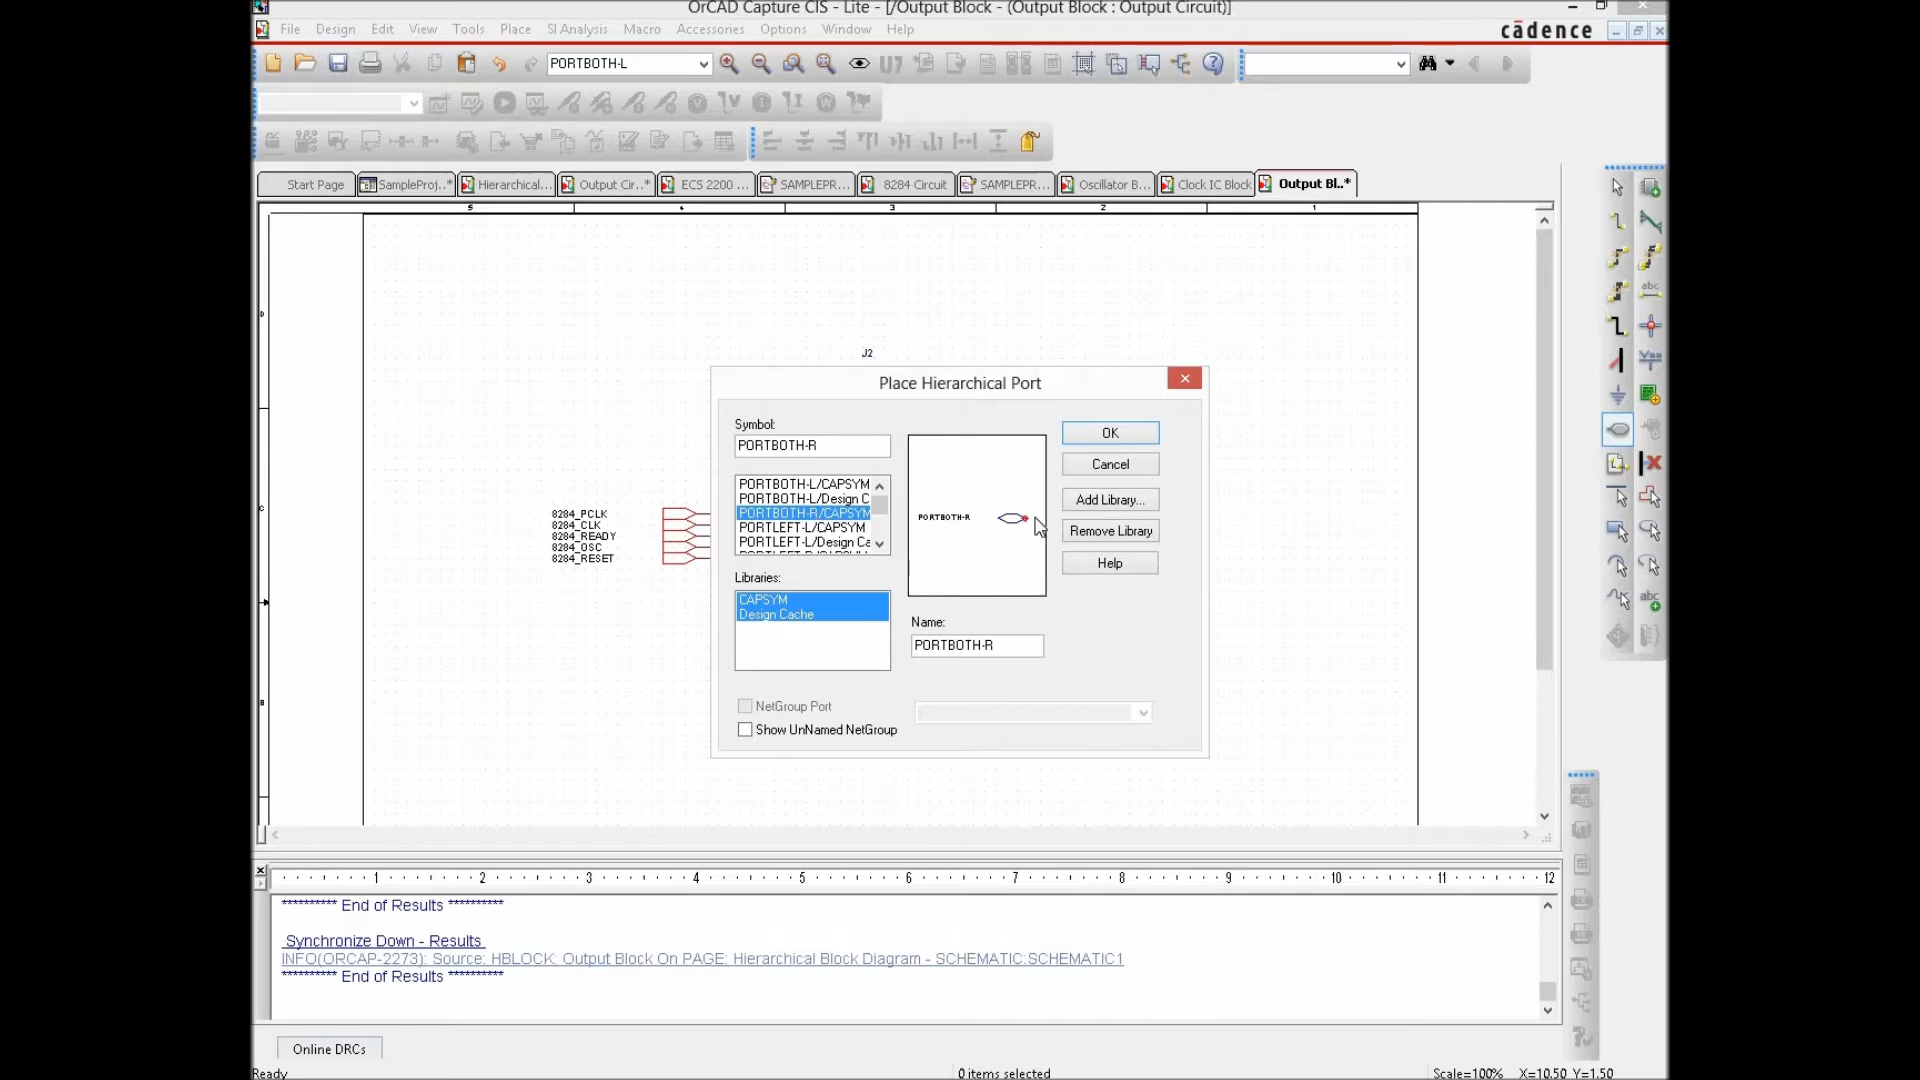 OrCAD Capture CIS - Lite - [/Output Block - (Output Block : Output Circuit)]
File Design Edit View Tools Place SI Analysis Macro Accessories Options Window Help
cādence
PORTBOTH-L
U?
Start Page
SampleProj..*
Hierarchical...
Output Cir..*
ECS 2200 ...
SAMPLEPR...
8284 Circuit
SAMPLEPR...
Oscillator B...
Clock IC Block
Output Bl..*
5 4 3 2 1
D
C
B
J2
8284_PCLK
8284_CLK
8284_READY
8284_OSC
8284_RESET
Place Hierarchical Port
Symbol:
PORTBOTH-R
PORTBOTH-L/CAPSYM
PORTBOTH-L/Design C
PORTBOTH-R/CAPSYM
PORTLEFT-L/CAPSYM
PORTLEFT-L/Design Ca
Libraries:
CAPSYM
Design Cache
PORTBOTH-R
Name:
PORTBOTH-R
OK
Cancel
Add Library...
Remove Library
Help
NetGroup Port
Show UnNamed NetGroup
abc
abc
1 2 3 4 5 6 7 8 9 10 11 12
********** End of Results **********
Synchronize Down - Results
INFO(ORCAP-2273): Source: HBLOCK: Output Block On PAGE: Hierarchical Block Diagram - SCHEMATIC:SCHEMATIC1
********** End of Results **********
Online DRCs
Ready
0 items selected
Scale=100% X=10.50 Y=1.50